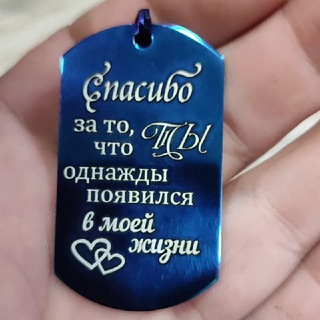 Спасибо
за то, ТЫ
что
однажды
появился
в моей
жизни